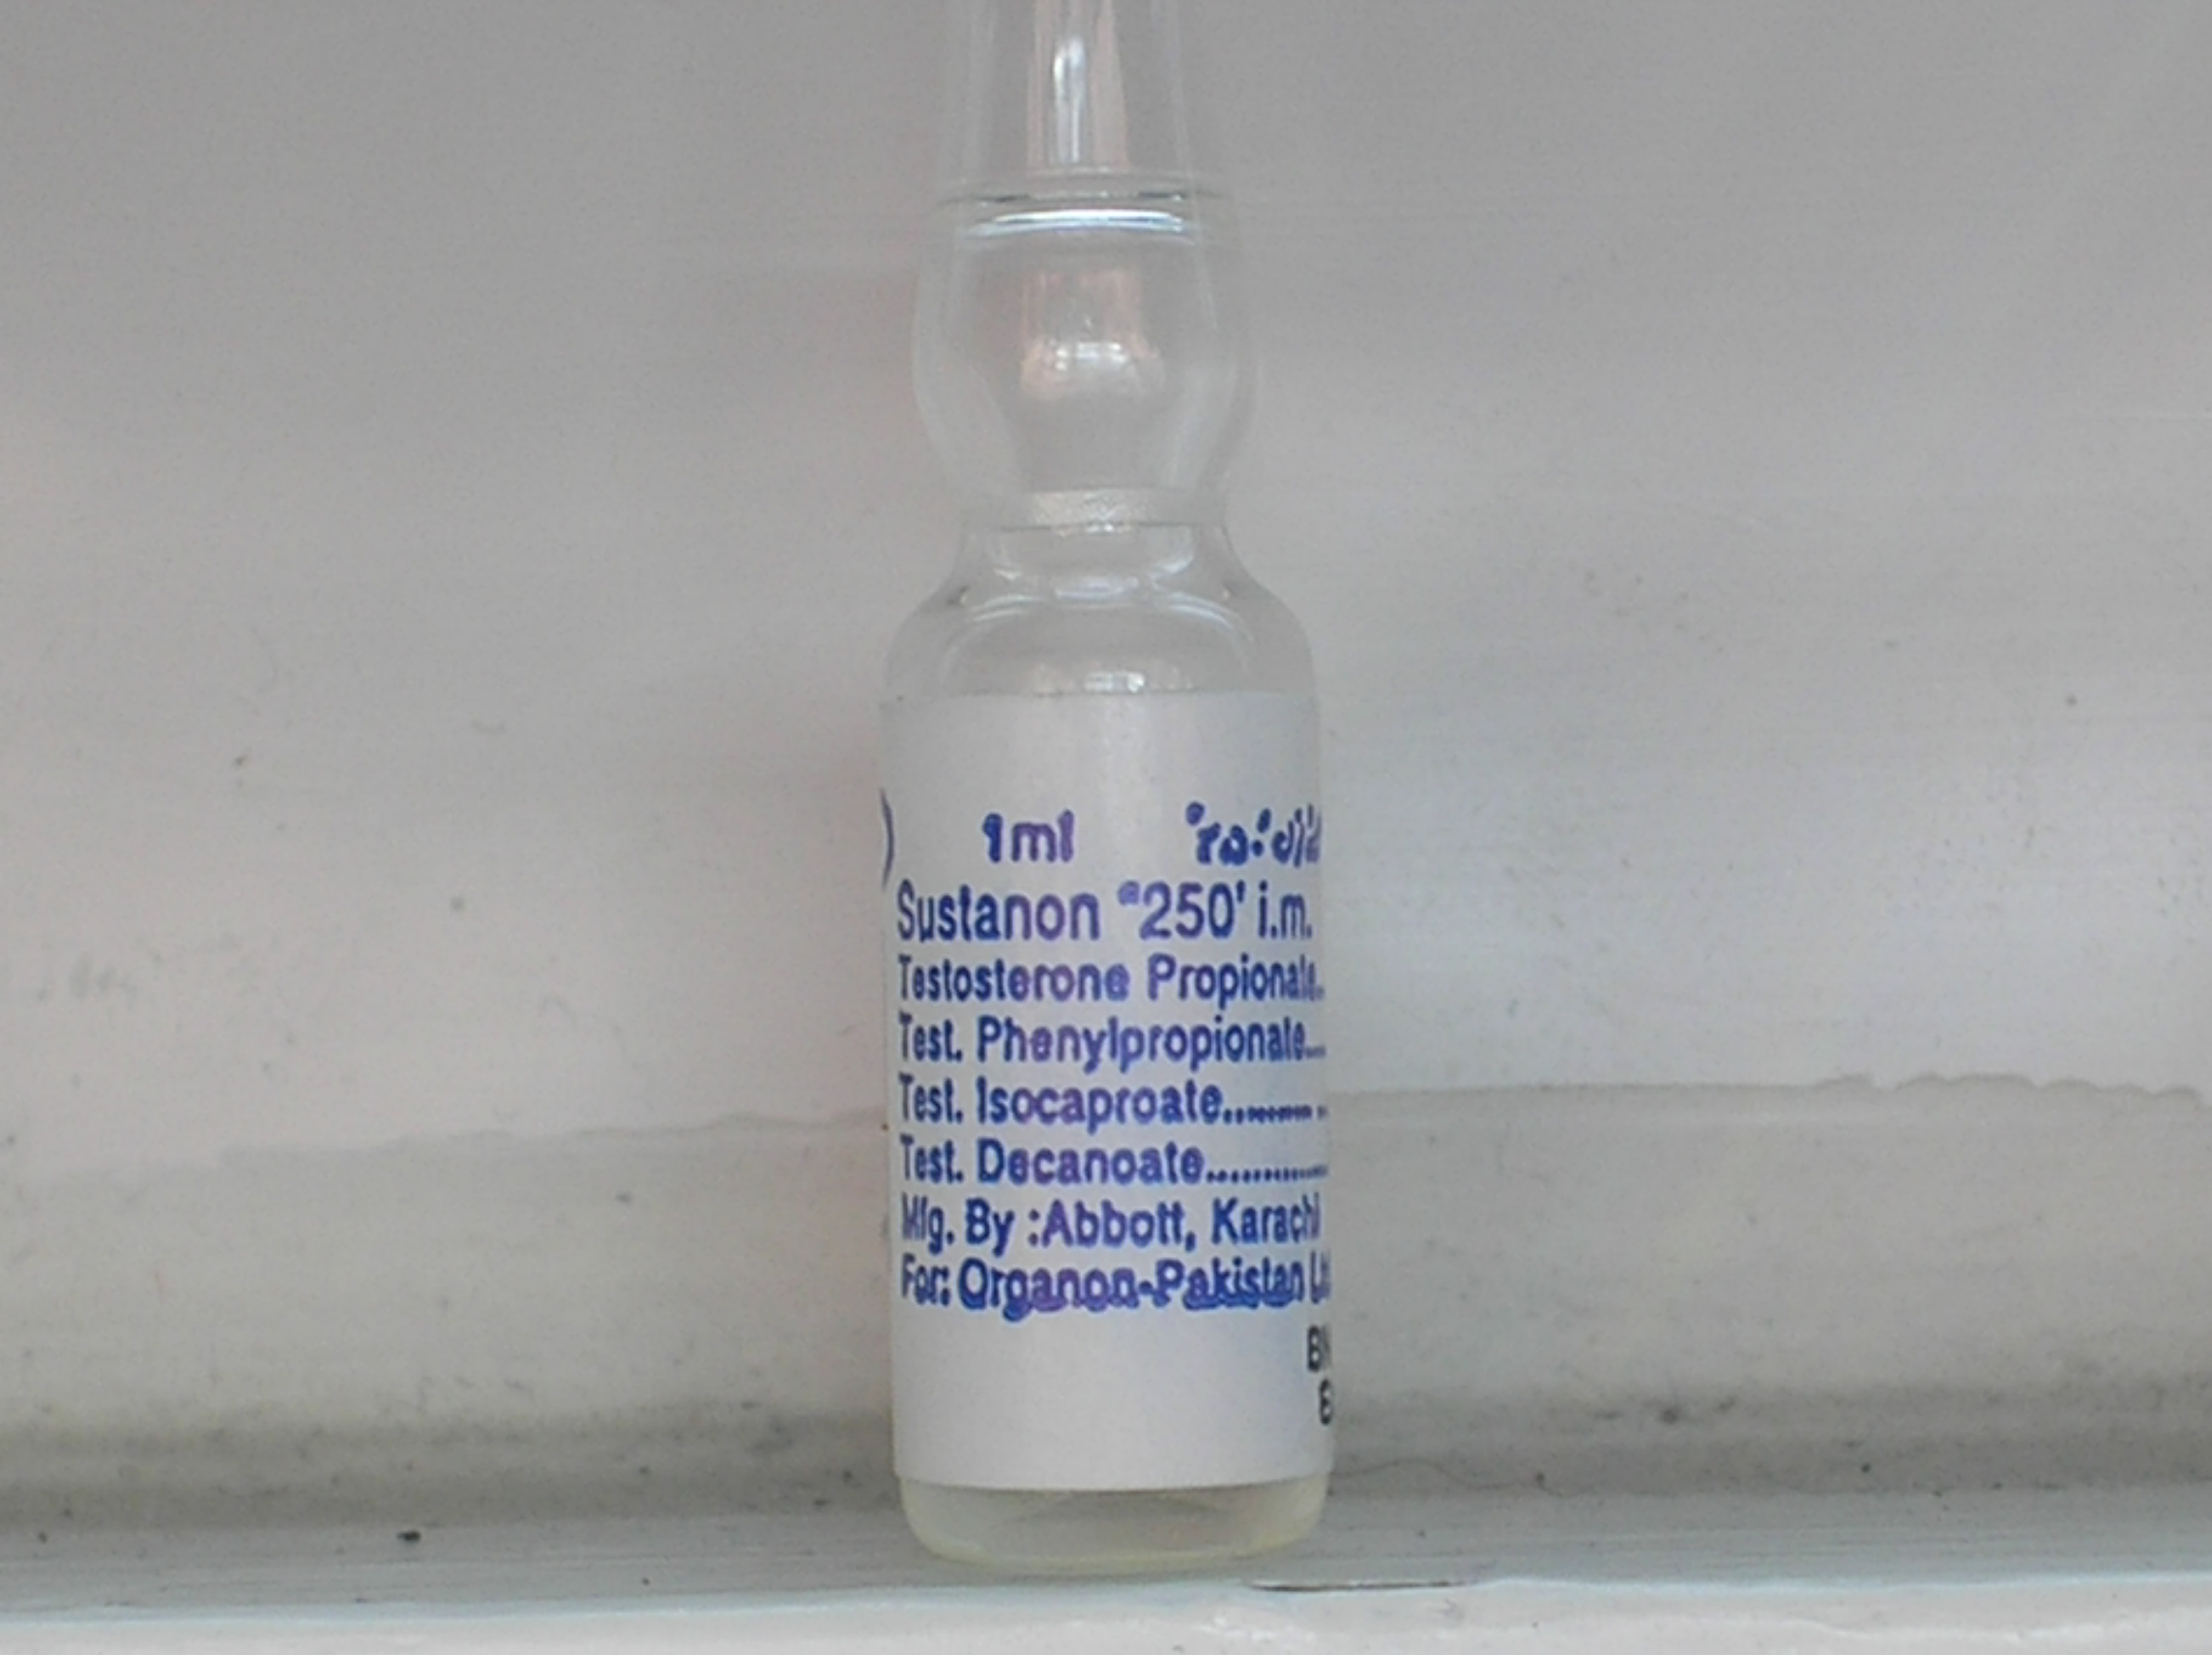 1ml
Sustanon "250' i.m.
Testosterone Propionate..
Test. Phenylpropionate....
Test. Isocaproate..........
Test. Decanoate.............
Mfg. By :Abbott, Karachi
For: Organon-Pakistan